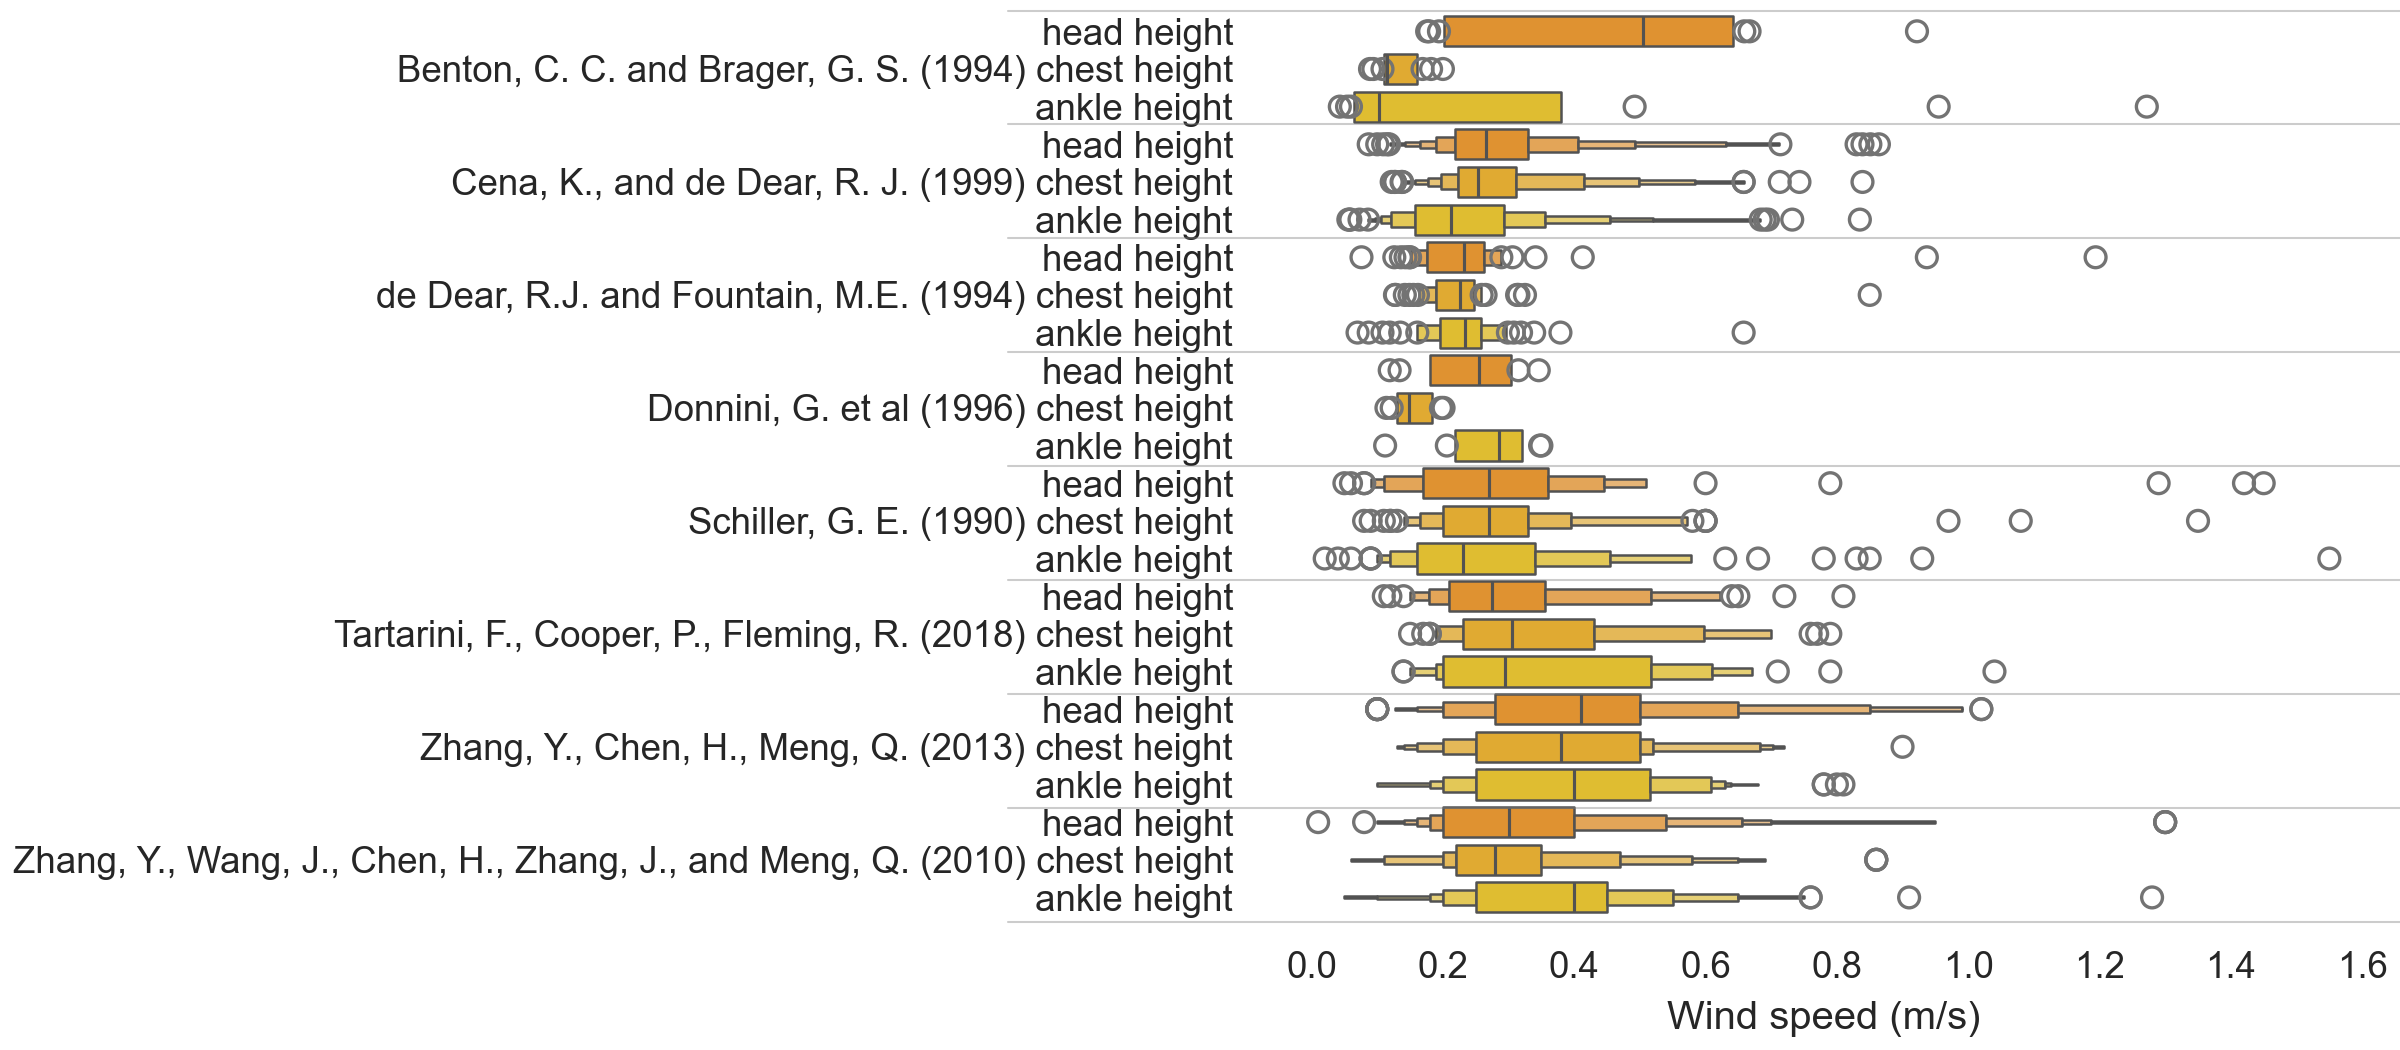 head height
Benton, C. C. and Brager, G. S. (1994) chest height
ankle height
head height
Cena, K., and de Dear, R. J. (1999) chest height
ankle height
head height
de Dear, R.J. and Fountain, M.E. (1994) chest height
ankle height
head height
Donnini, G. et al (1996) chest height
ankle height
head height
Schiller, G. E. (1990) chest height
ankle height
head height
Tartarini, F., Cooper, P., Fleming, R. (2018) chest height
ankle height
head height
Zhang, Y., Chen, H., Meng, Q. (2013) chest height
ankle height
head height
Zhang, Y., Wang, J., Chen, H., Zhang, J., and Meng, Q. (2010) chest height
ankle height
0.0 0.2 0.4 0.6 0.8 1.0 1.2 1.4 1.6
Wind speed (m/s)